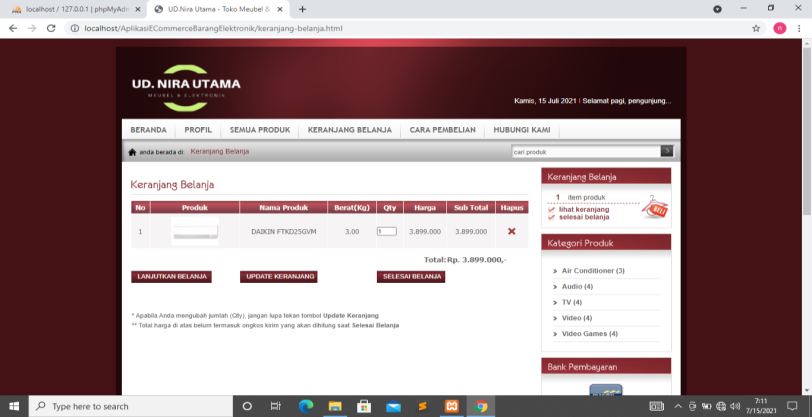 localhost / 127.0.0.1 | phpMyAdm
UD.Nira Utama - Toko Meubel &
localhost/AplikasiECommerceBarangElektronik/keranjang-belanja.html
n
UD. NIRA UTAMA
MEUBEL & ELEKTRONIK
Kamis, 15 Juli 2021 | Selamat pagi, pengunjung...
BERANDA PROFIL SEMUA PRODUK KERANJANG BELANJA CARA PEMBELIAN HUBUNGI KAMI
anda berada di: Keranjang Belanja
cari produk
Keranjang Belanja
No Produk Nama Produk Berat(Kg) Qty Harga Sub Total Hapus
1 DAIKIN FTKD25GVM 3.00 1 3.899.000 3.899.000
Total:Rp. 3.899.000,-
LANJUTKAN BELANJA UPDATE KERANJANG SELESAI BELANJA
* Apabila Anda mengubah jumlah (Qty), jangan lupa tekan tombol Update Keranjang
** Total harga di atas belum termasuk ongkos kirim yang akan dihitung saat Selesai Belanja
Keranjang Belanja
1 item produk
lihat keranjang
selesai belanja
Kategori Produk
Air Conditioner (3)
Audio (4)
TV (4)
Video (4)
Video Games (4)
Bank Pembayaran
Type here to search
7:11
7/15/2021